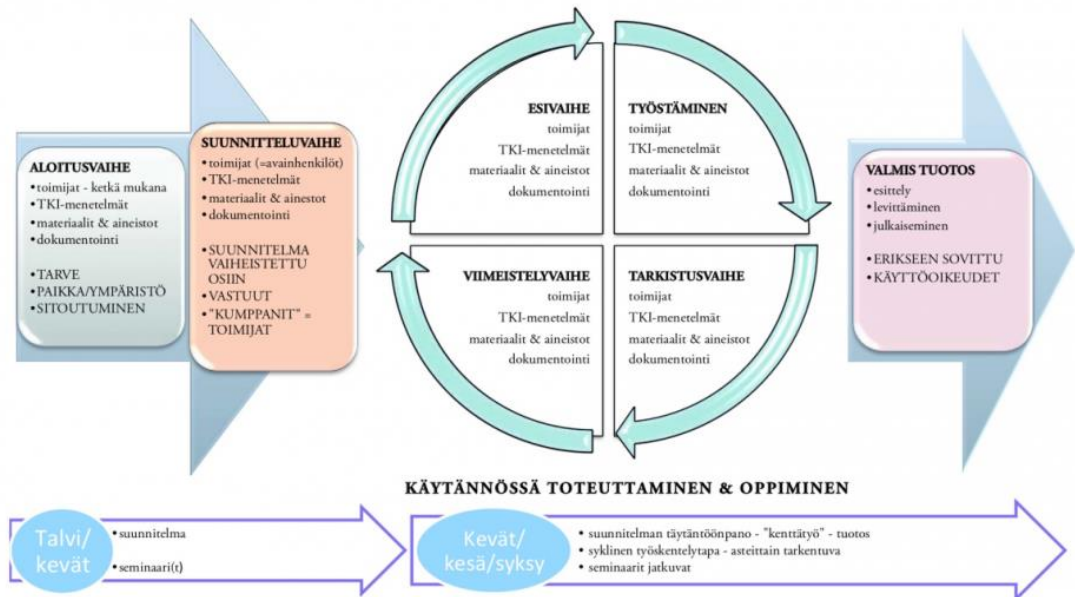 ALOITUSVAIHE
•toimijat - ketkä mukana
•TKI-menetelmät
•materiaalit & aineistot
•dokumentointi
•TARVE
•PAIKKA/YMPÄRISTÖ
•SITOUTUMINEN
SUUNNITTELUVAIHE
•toimijat (=avainhenkilöt)
•TKI-menetelmät
•materiaalit & ainestot
•dokumentointi
•SUUNNITELMA
VAIHEISTETTU
OSIIN
•VASTUUT
•"KUMPPANIT" =
TOIMIJAT
ESIVAIHE
toimijat
TKI-menetelmät
materiaalit & aineistot
dokumentointi
TYÖSTÄMINEN
toimijat
TKI-menetelmät
materiaalit & aineistot
dokumentointi
VIIMEISTELYVAIHE
toimijat
TKI-menetelmät
materiaalit & aineistot
dokumentointi
TARKISTUSVAIHE
toimijat
TKI-menetelmät
materiaalit & aineistot
dokumentointi
VALMIS TUOTOS
•esittely
•levittäminen
•julkaiseminen
•ERIKSEEN SOVITTU
•KÄYTTÖOIKEUDET
KÄYTÄNNÖSSÄ TOTEUTTAMINEN & OPPIMINEN
Talvi/
kevät
•suunnitelma
•seminaari(t)
Kevät/
kesä/syksy
• suunnitelman täytäntöönpano - "kenttätyö" - tuotos
• syklinen työskentelytapa - asteittain tarkentuva
• seminaarit jatkuvat